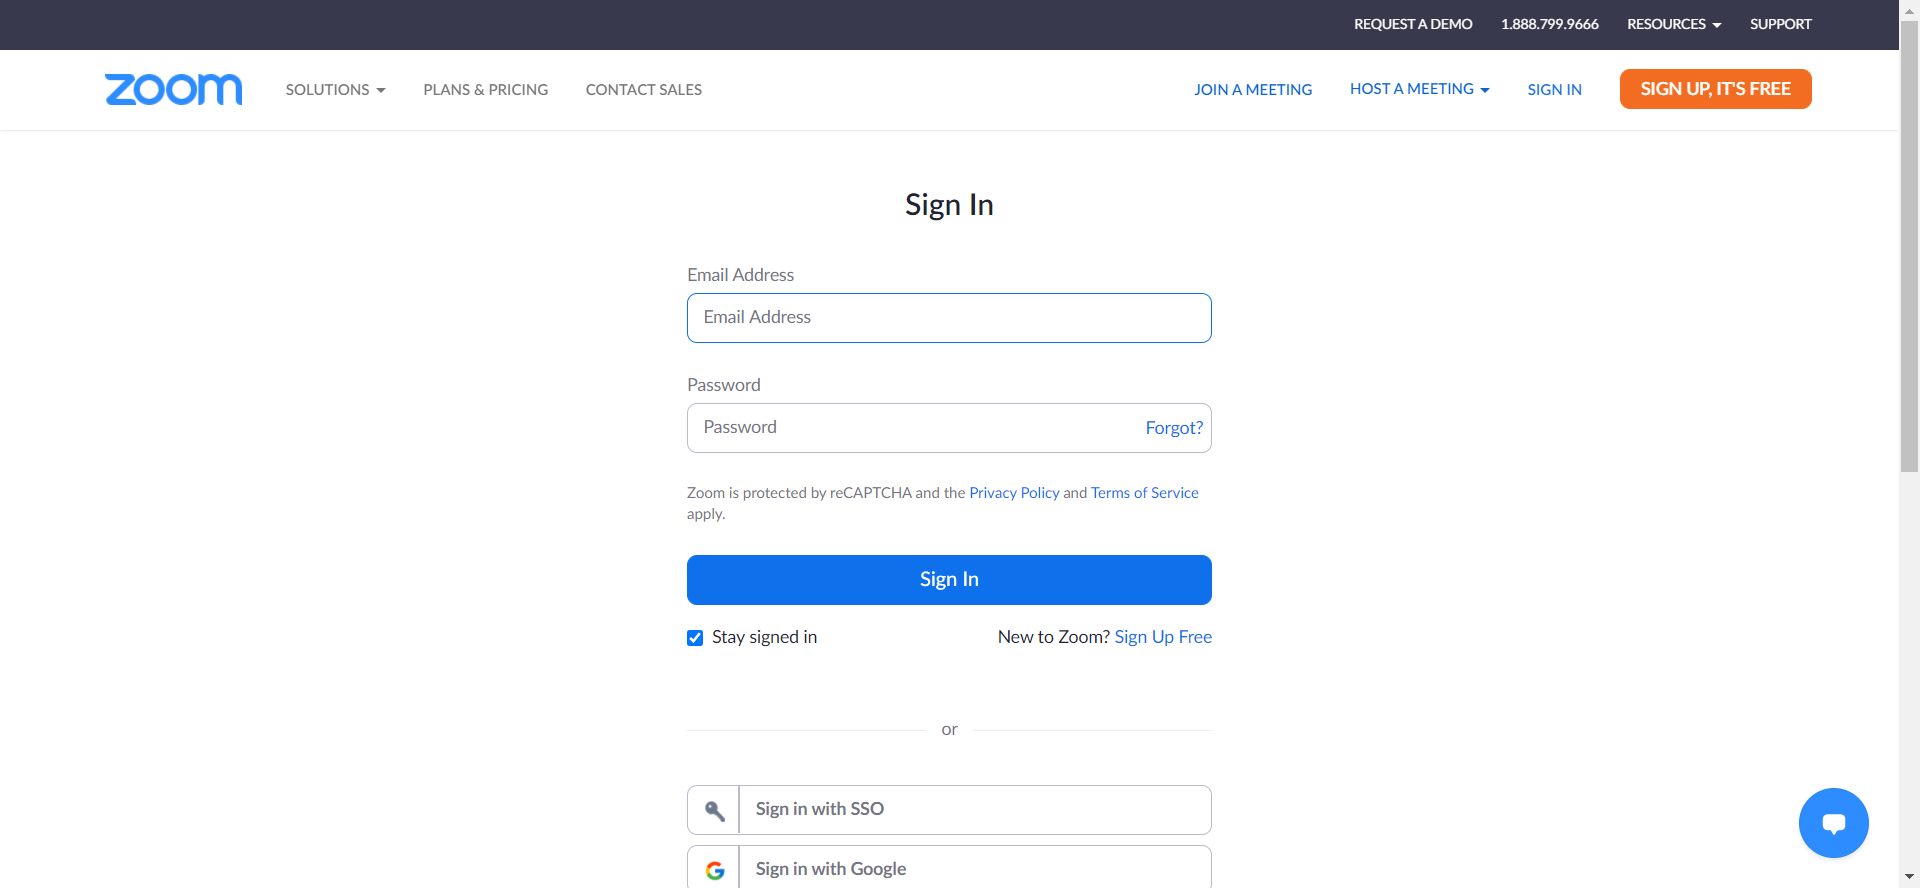 REQUEST A DEMO 1.888.799.9666 RESOURCES SUPPORT
zoom SOLUTIONS PLANS & PRICING CONTACT SALES JOIN A MEETING HOST A MEETING SIGN IN SIGN UP, IT'S FREE
Sign In
Email Address
Email Address
Password
Password Forgot?
Zoom is protected by reCAPTCHA and the Privacy Policy and Terms of Service
apply.
Sign In
Stay signed in New to Zoom? Sign Up Free
or
Sign in with SSO
Sign in with Google